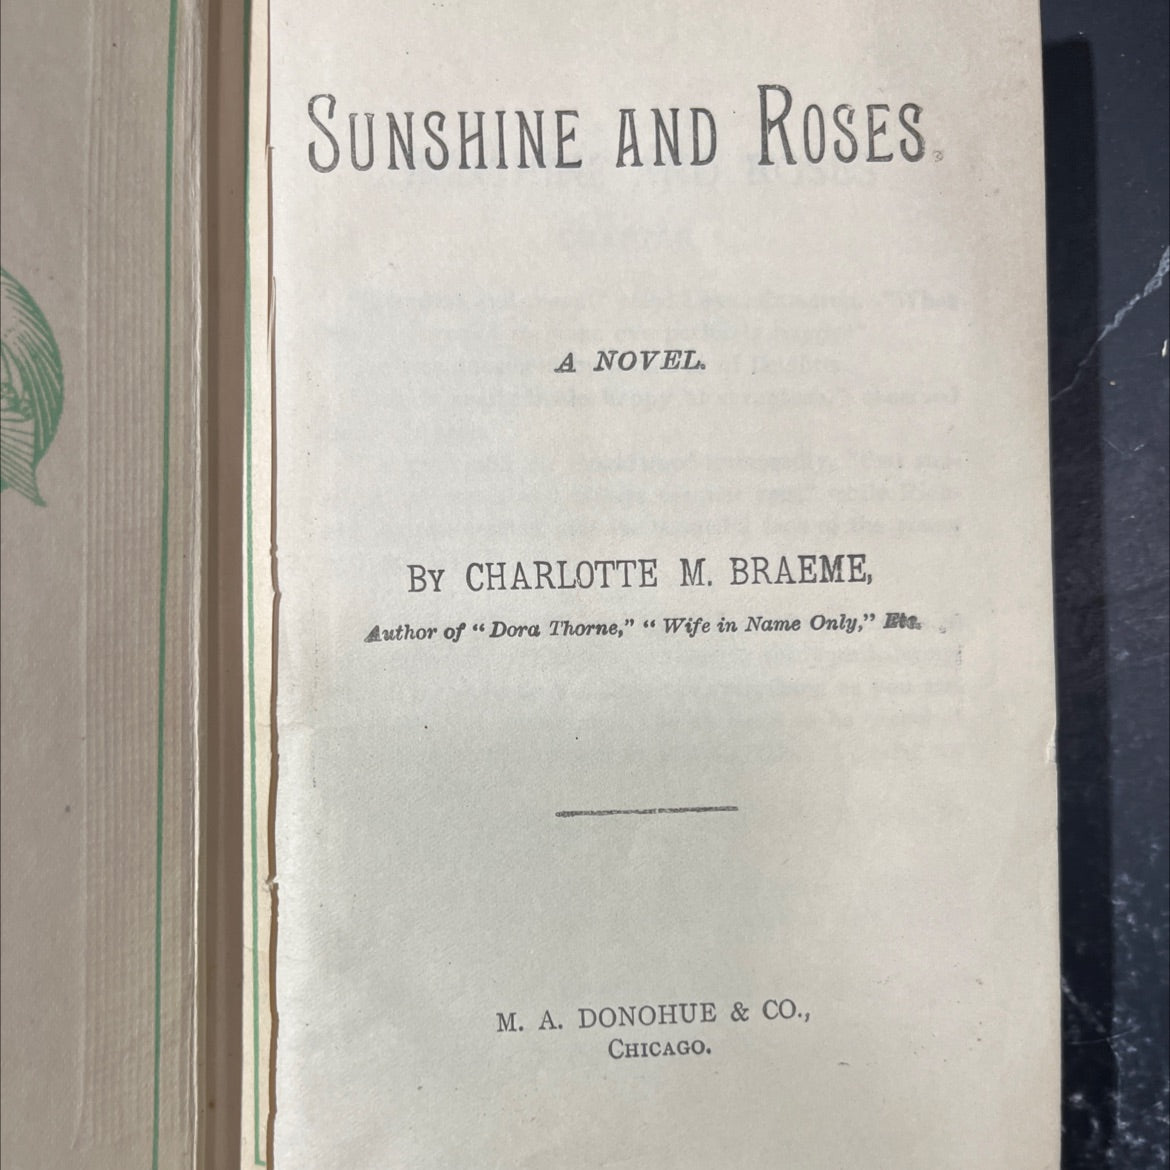 SUNSHINE AND ROSES.
A NOVEL.
BY CHARLOTTE M. BRAEME,
Author of "Dora Thorne," "Wife in Name Only," Etc.
M. A. DONOHUE & CO.,
CHICAGO.